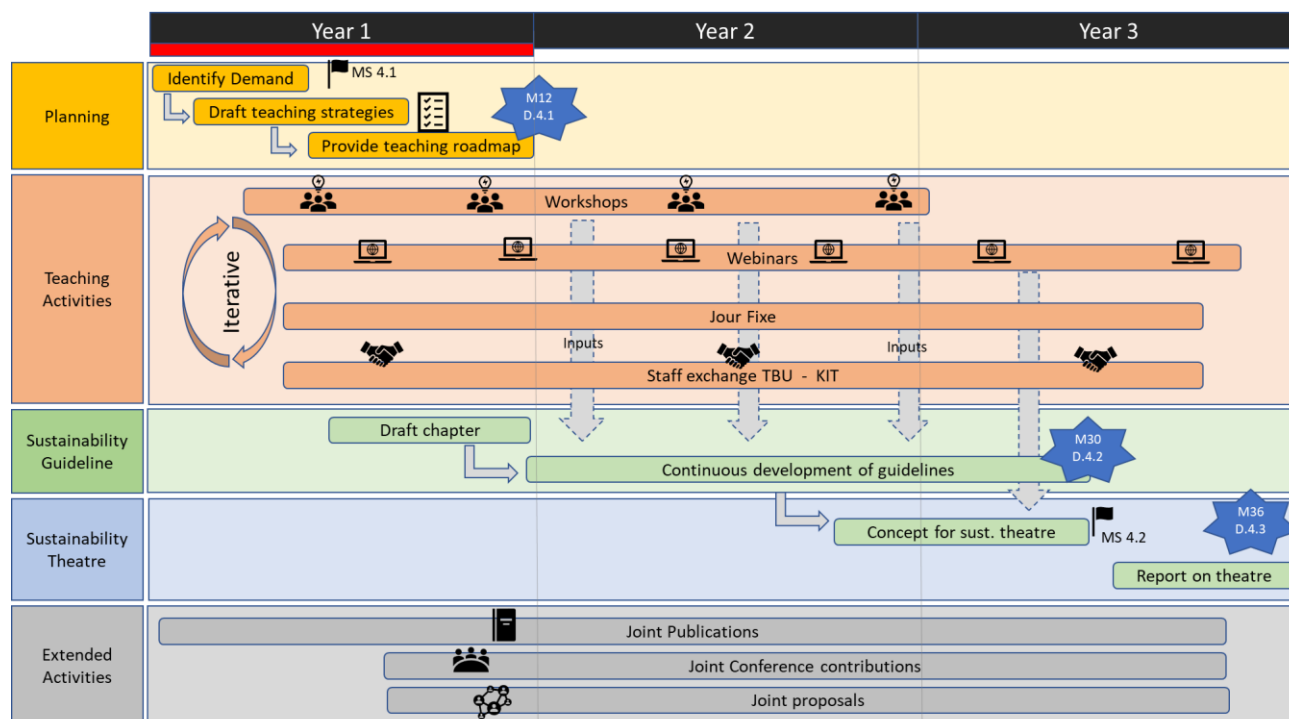 Year 1
Year 2
Year 3
Planning
Identify Demand
MS 4.1
Draft teaching strategies
Provide teaching roadmap
M12
D.4.1
Teaching
Activities
Iterative
Workshops
Webinars
Jour Fixe
Inputs
Inputs
Staff exchange TBU - KIT
Sustainability
Guideline
Draft chapter
Continuous development of guidelines
M30
D.4.2
Sustainability
Theatre
Concept for sust. theatre
MS 4.2
M36
D.4.3
Report on theatre
Extended
Activities
Joint Publications
Joint Conference contributions
Joint proposals